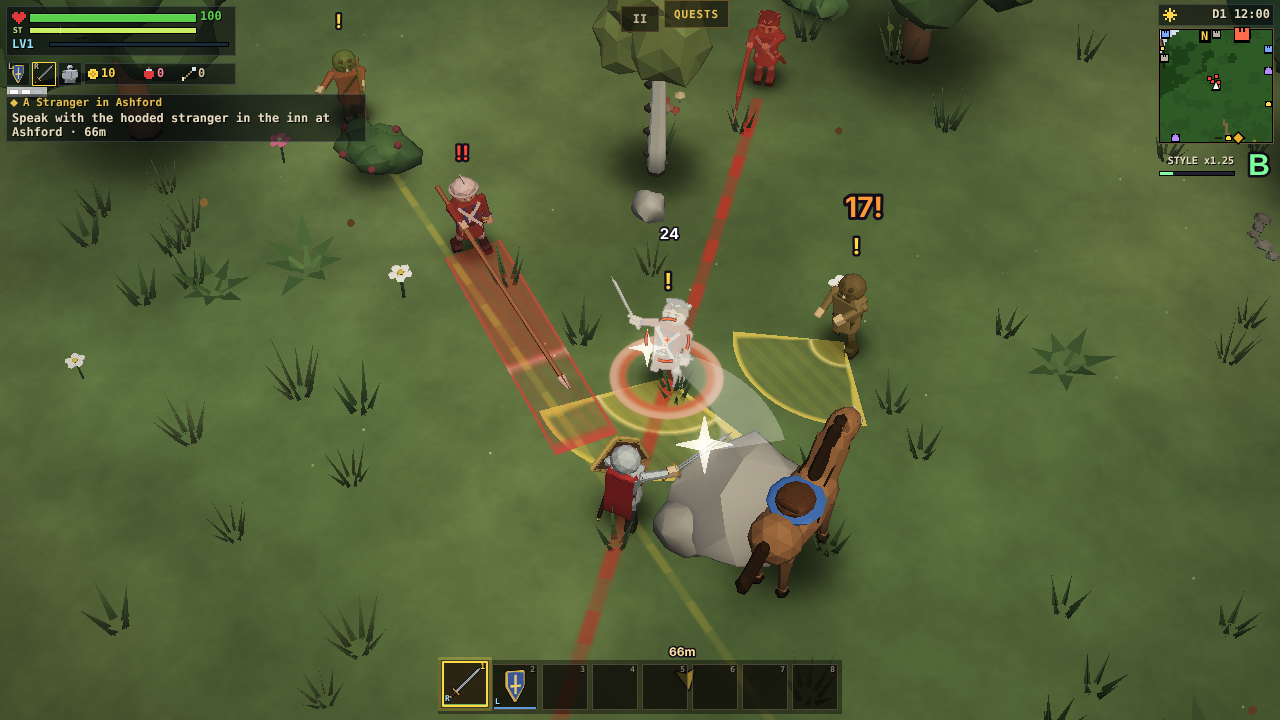 100
ST
LV1
L
R
10
0
0
◆ A Stranger in Ashford
Speak with the hooded stranger in the inn at
Ashford · 66m
!
II
QUESTS
D1 12:00
N
STYLE x1.25
B
!!
17!
!
24
!
66m
1
R
2
L
3
4
5
6
7
8